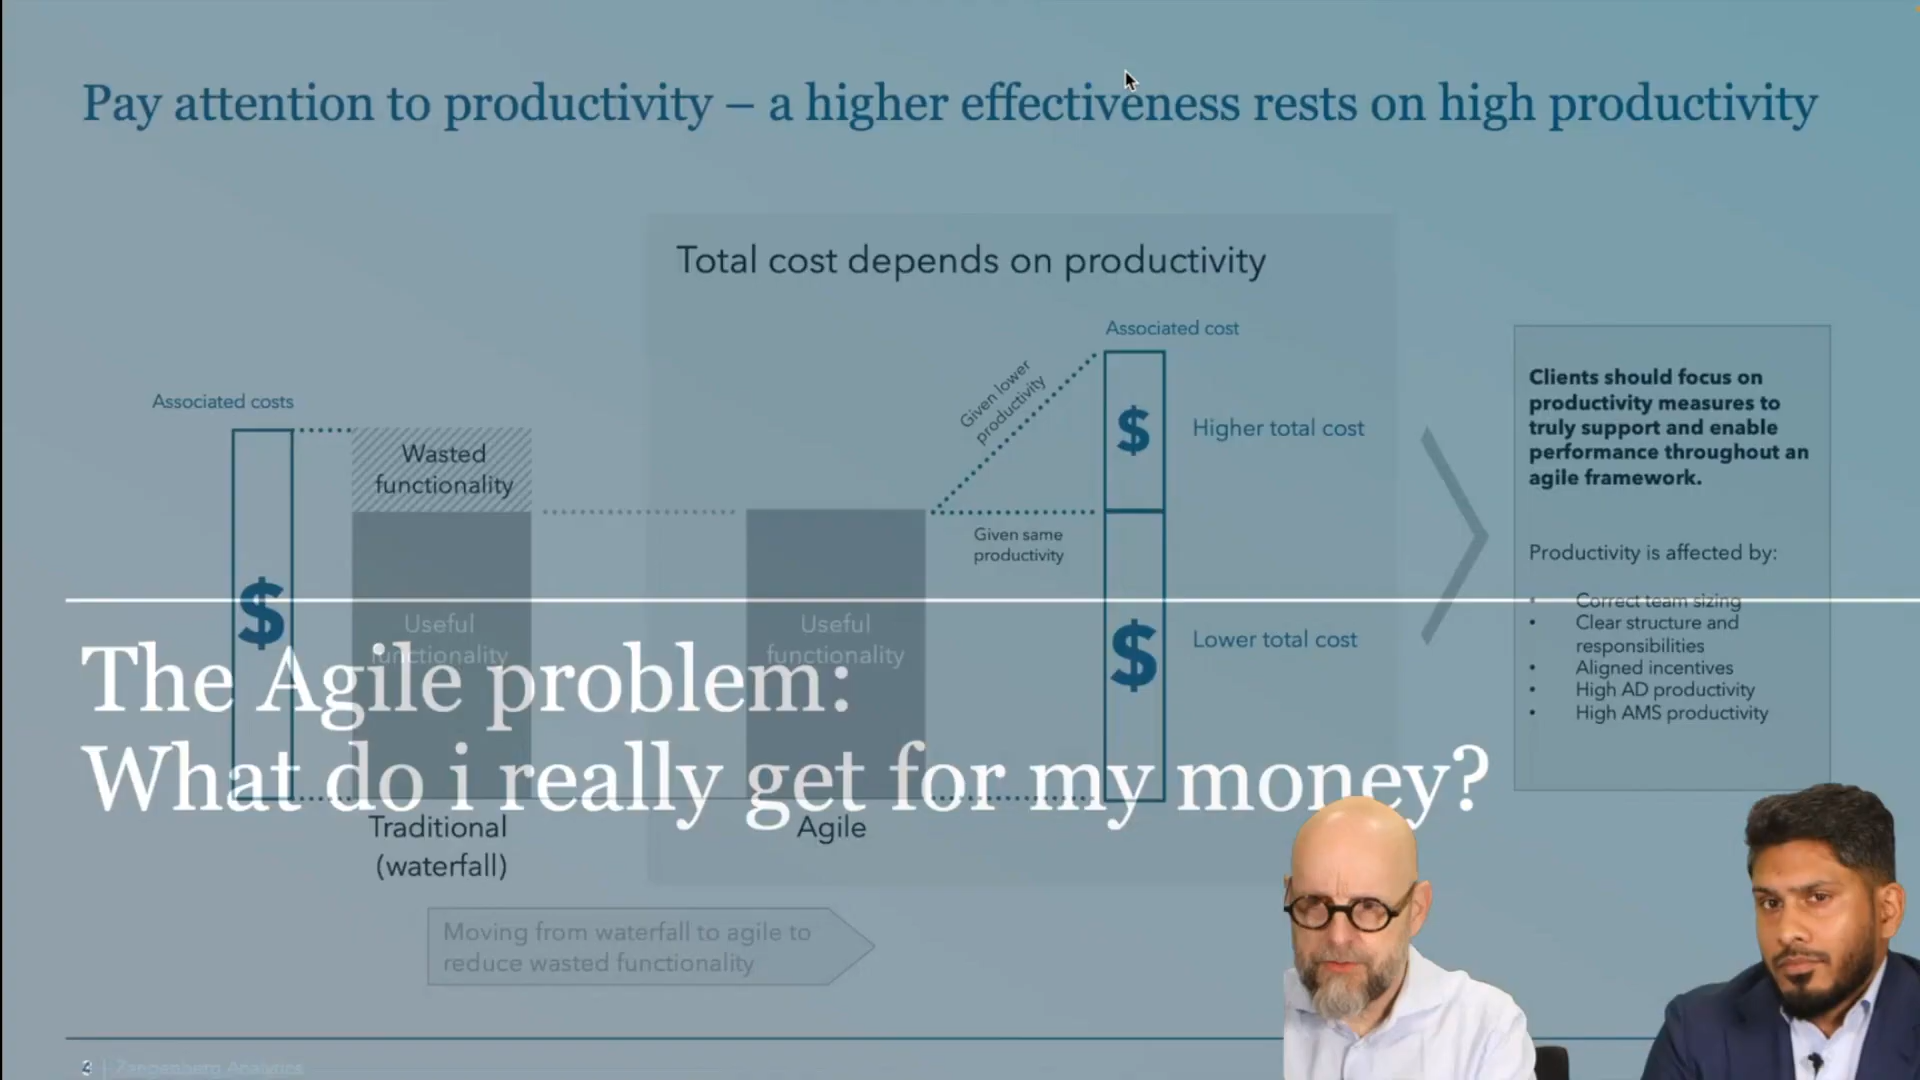 Pay attention to productivity – a higher effectiveness rests on high productivity
Total cost depends on productivity
Associated costs
$
Wasted
functionality
Useful
functionality
Traditional
(waterfall)
Useful
functionality
Agile
Given lower
productivity
Given same
productivity
Associated cost
$
Higher total cost
$
Lower total cost
Moving from waterfall to agile to
reduce wasted functionality
Clients should focus on
productivity measures to
truly support and enable
performance throughout an
agile framework.
Productivity is affected by:
• Correct team sizing
• Clear structure and
responsibilities
• Aligned incentives
• High AD productivity
• High AMS productivity
The Agile problem:
What do i really get for my money?
Zangenberg Analytics